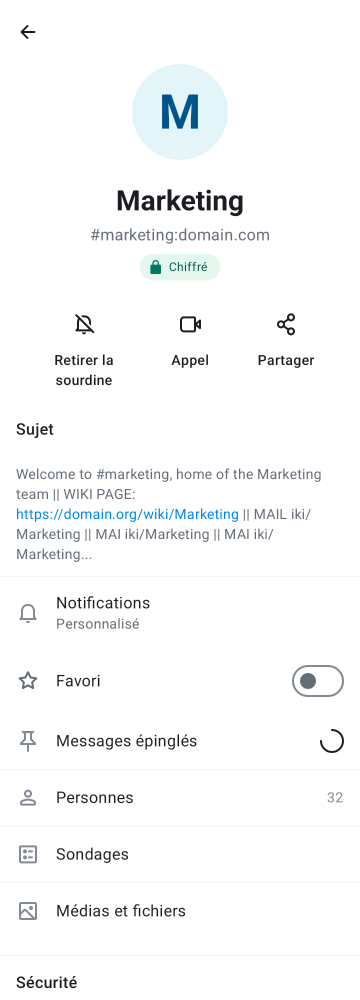 M
Marketing
#marketing:domain.com
Chiffré
Retirer la
sourdine
Appel
Partager
Sujet
Welcome to #marketing, home of the Marketing
team || WIKI PAGE:
https://domain.org/wiki/Marketing || MAIL iki/
Marketing || MAI iki/Marketing || MAI iki/
Marketing...
Notifications
Personnalisé
Favori
Messages épinglés
Personnes 32
Sondages
Médias et fichiers
Sécurité